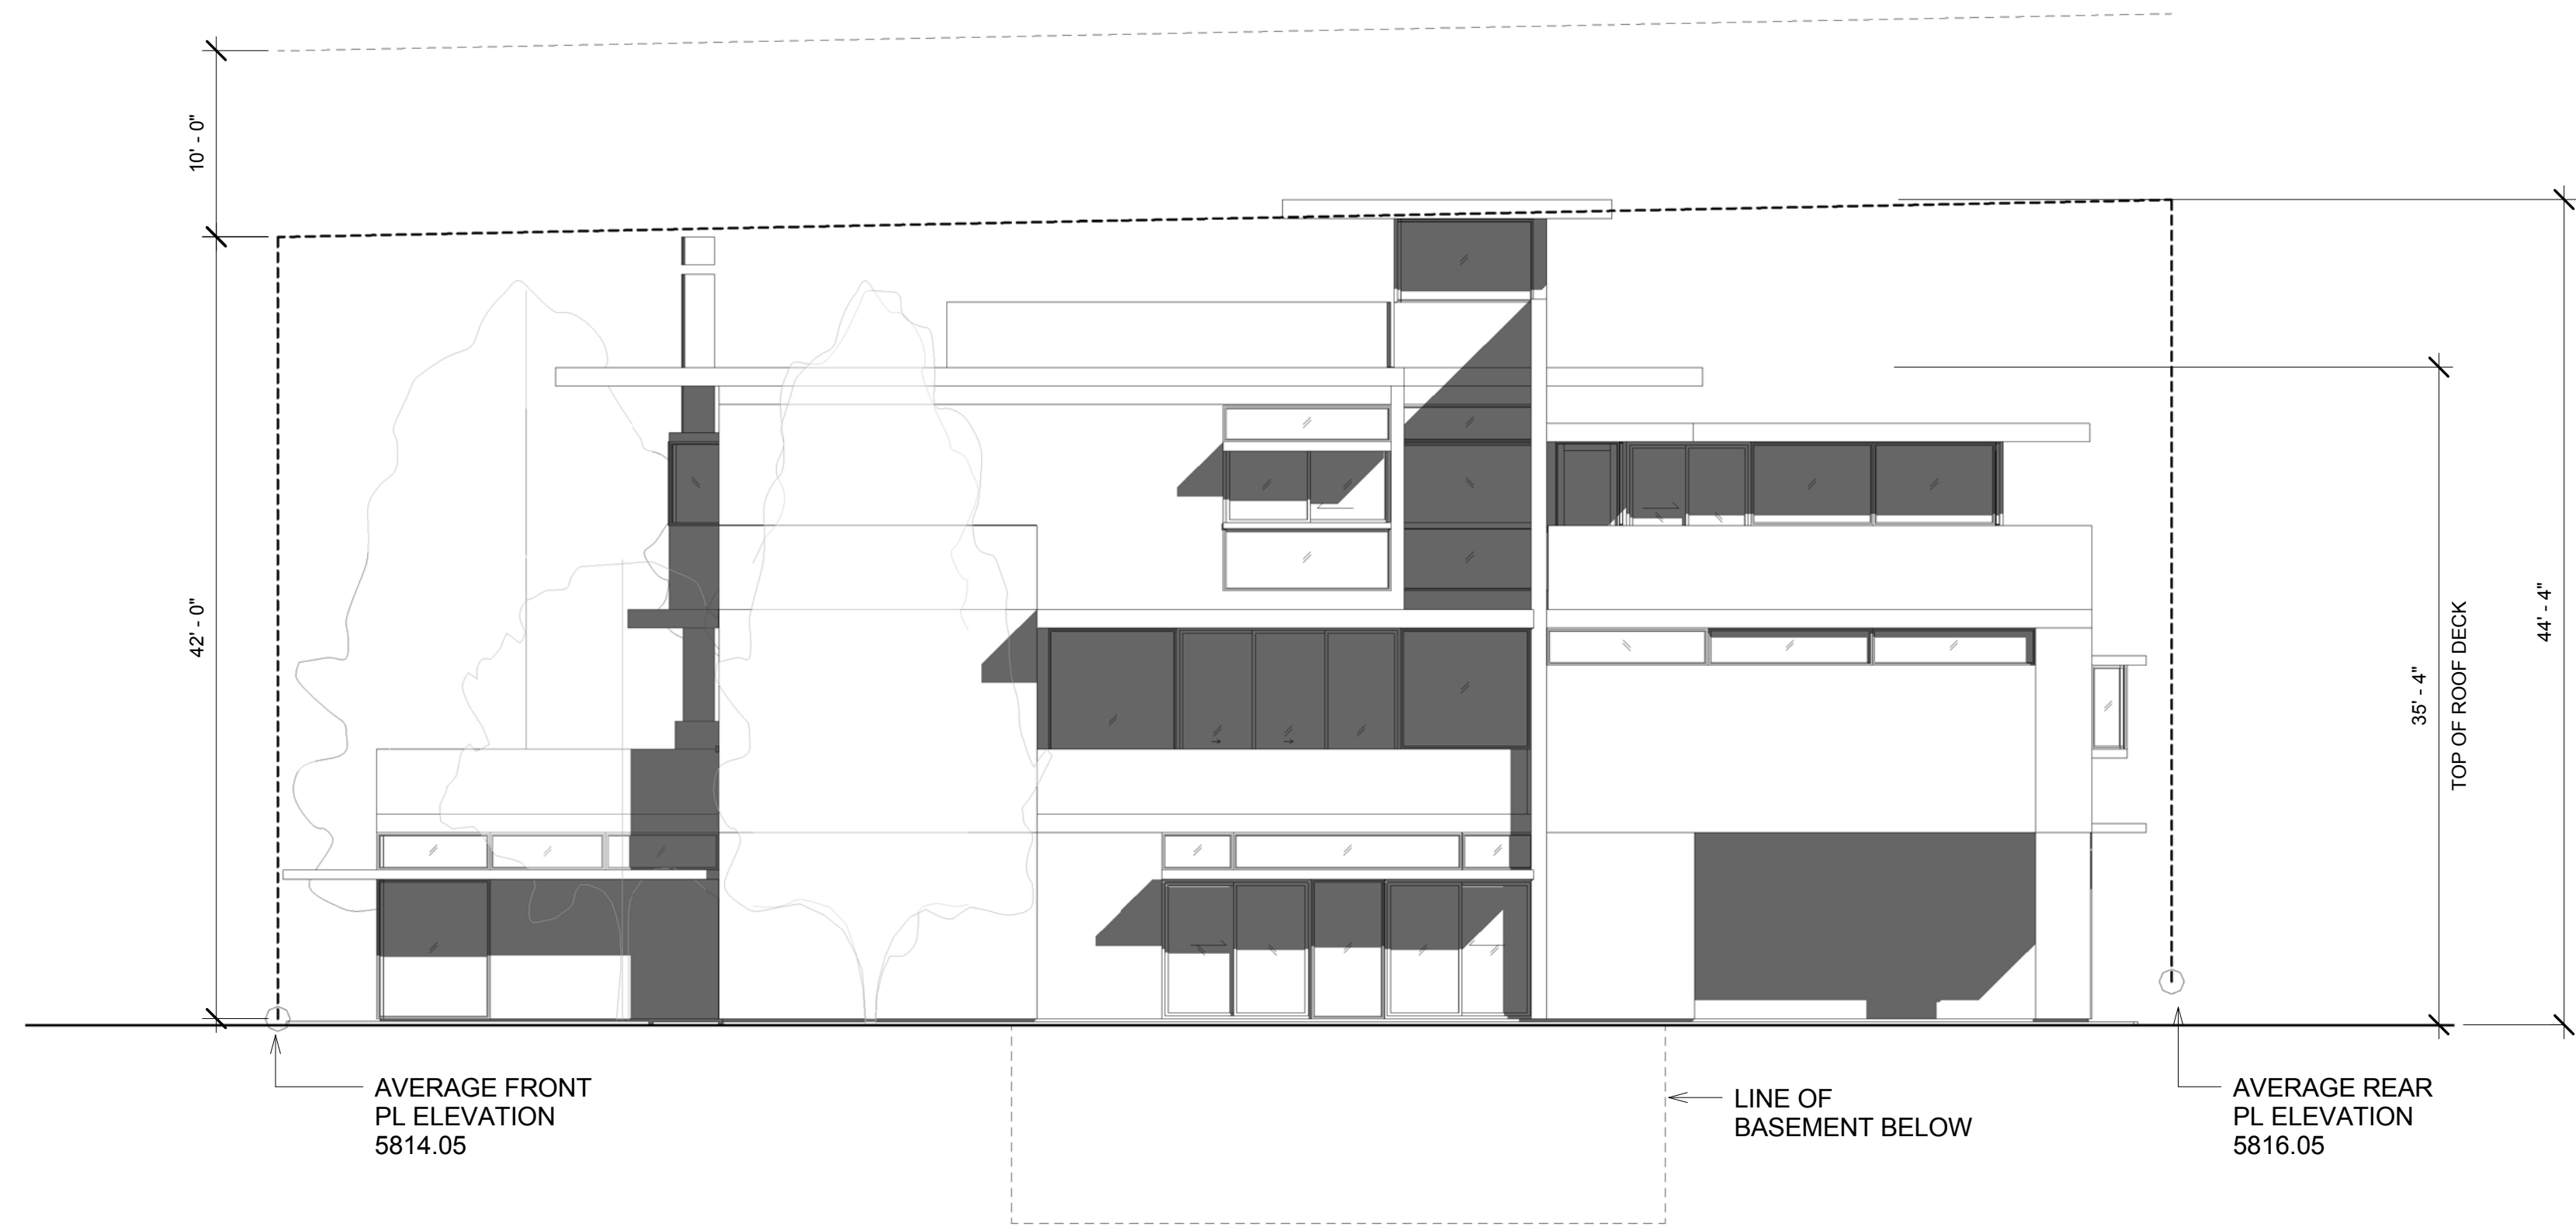 10' - 0"
42' - 0"
44' - 4"
35' - 4"
TOP OF ROOF DECK
AVERAGE FRONT
PL ELEVATION
5814.05
LINE OF
BASEMENT BELOW
AVERAGE REAR
PL ELEVATION
5816.05